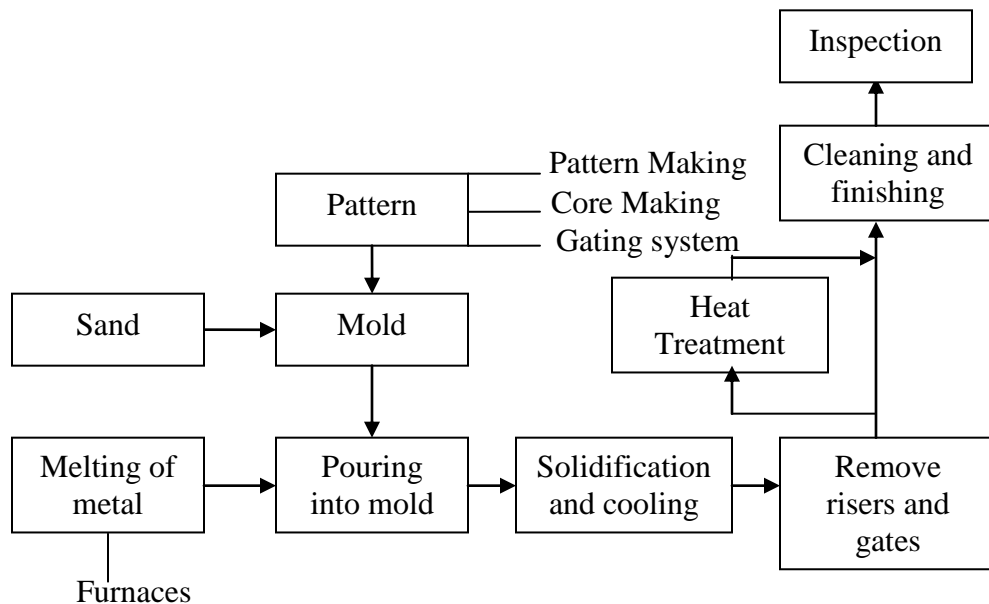 Inspection
Cleaning and
finishing
Pattern Making
Pattern
Core Making
Gating system
Heat
Treatment
Sand
Mold
Melting of
metal
Pouring
into mold
Solidification
and cooling
Remove
risers and
gates
Furnaces